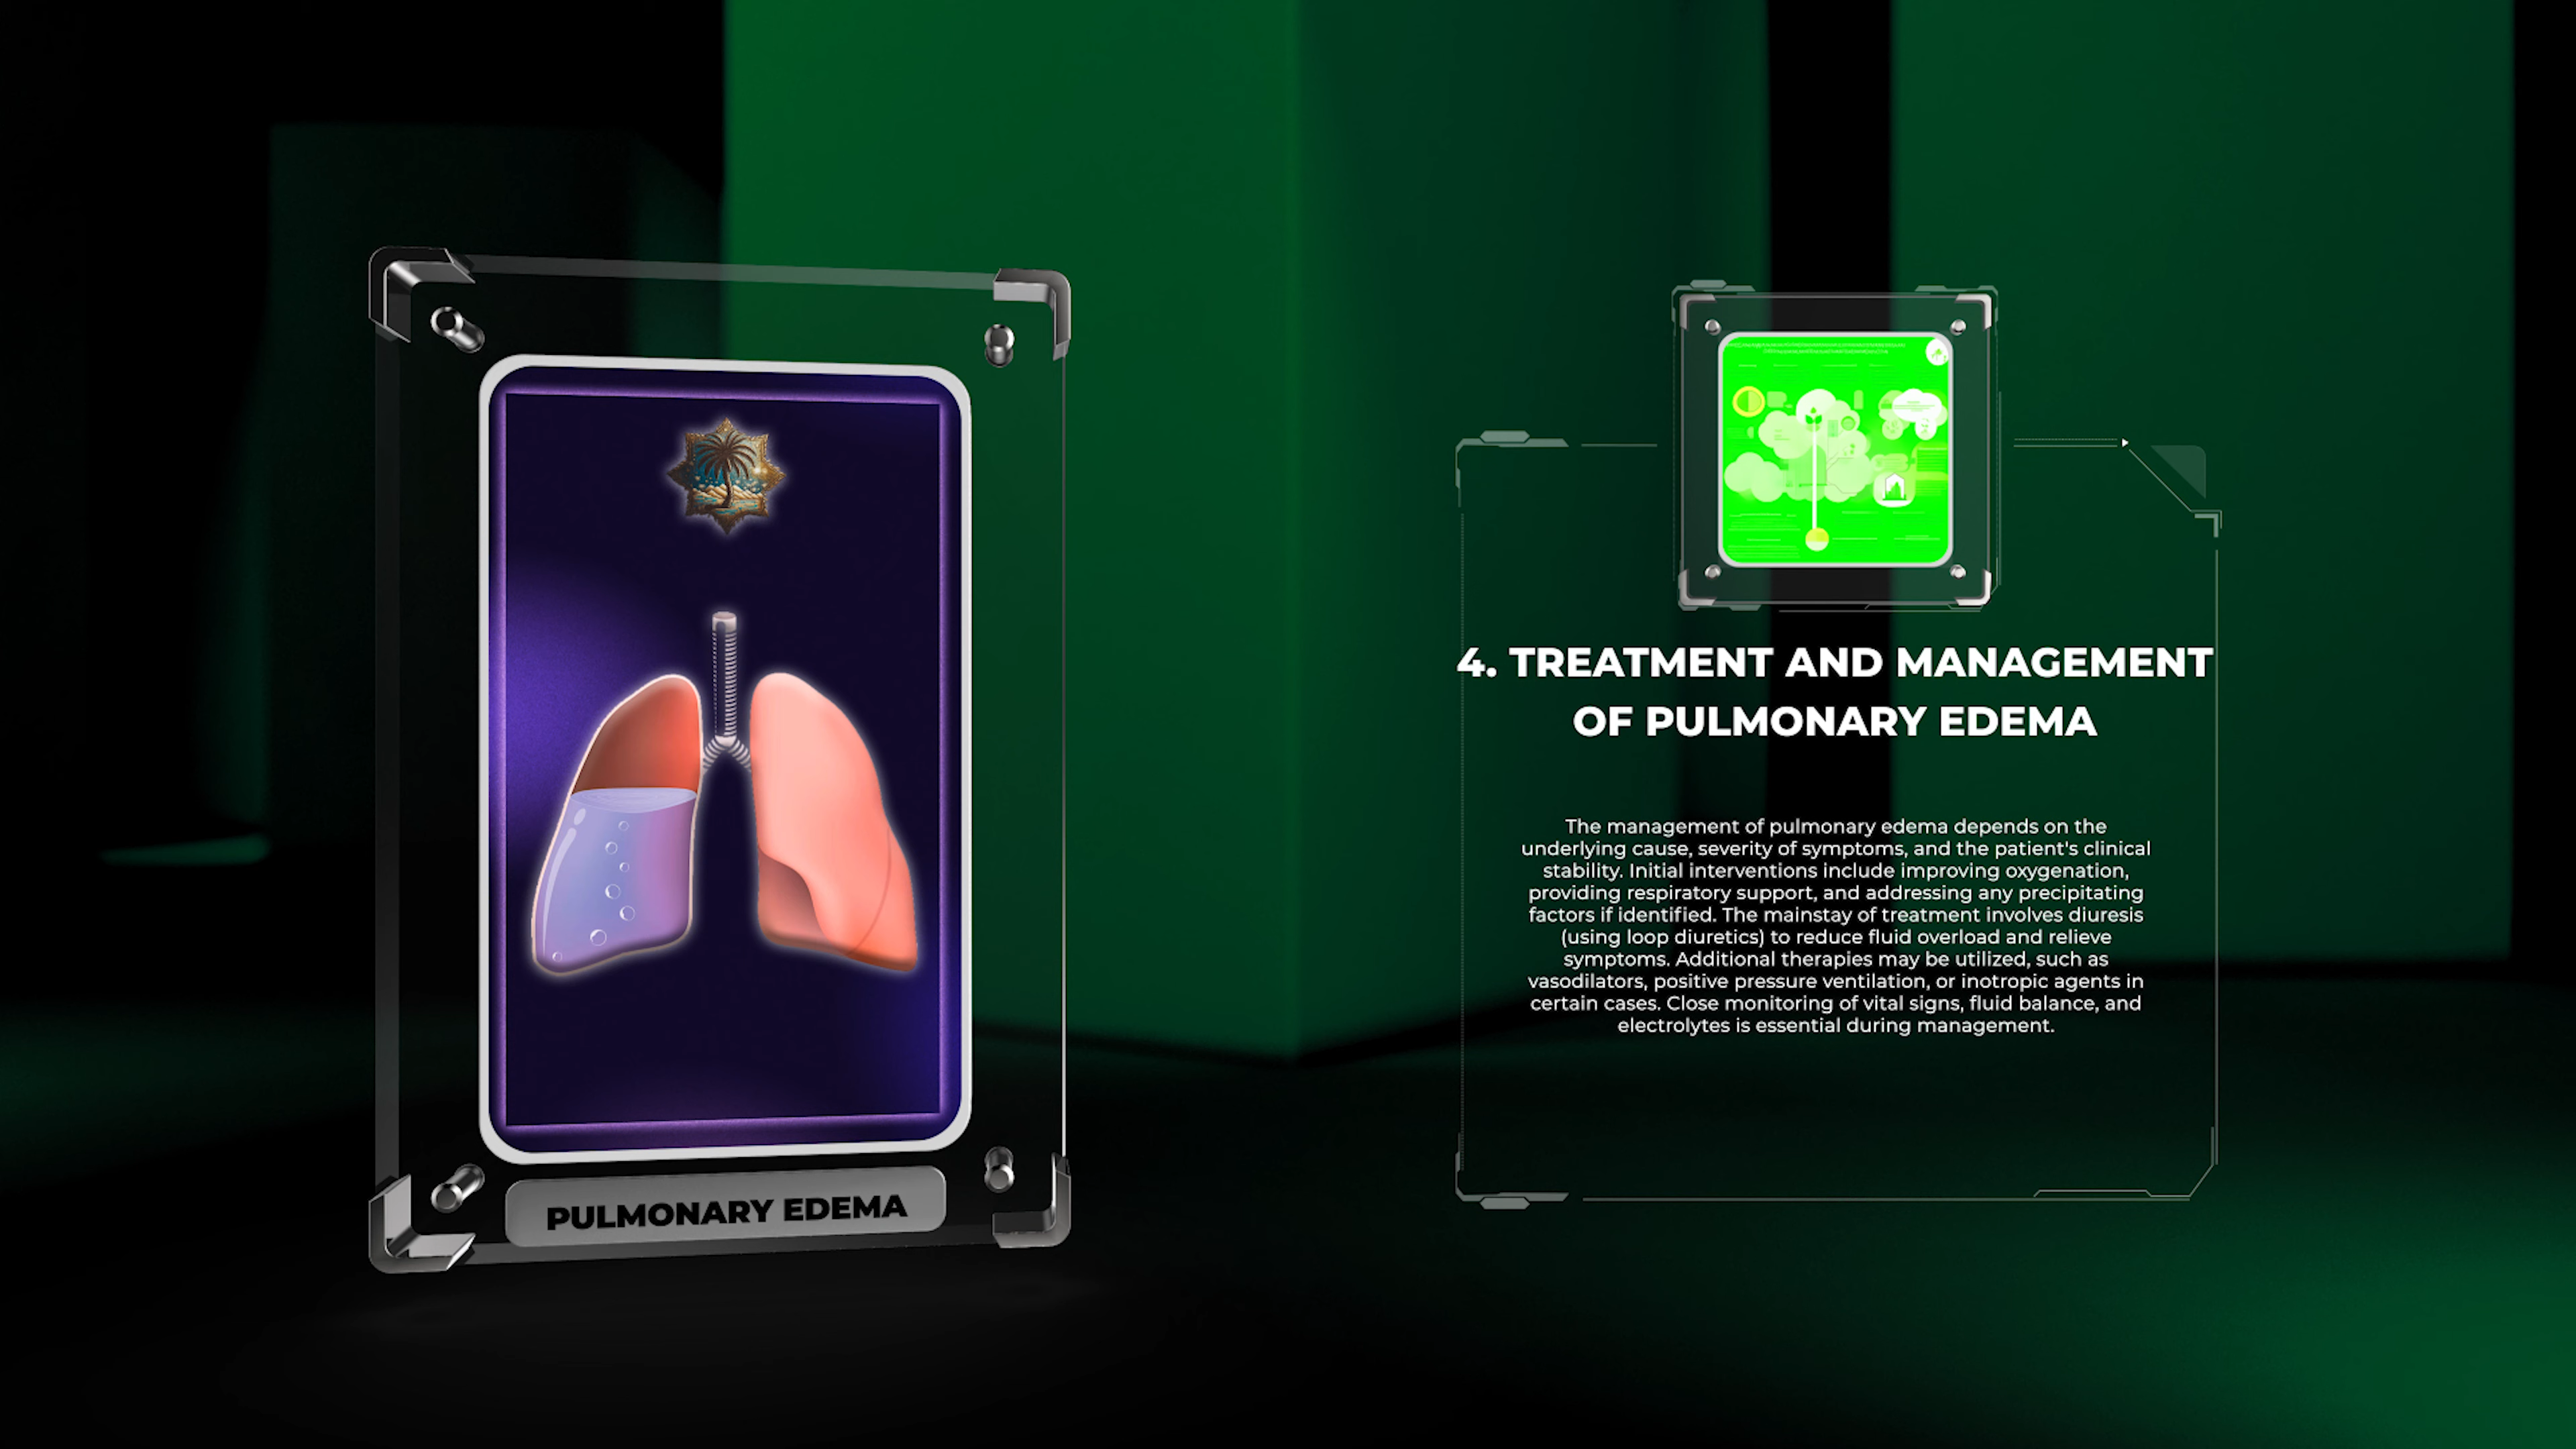 PULMONARY EDEMA
4. TREATMENT AND MANAGEMENT
OF PULMONARY EDEMA
The management of pulmonary edema depends on the
underlying cause, severity of symptoms, and the patient's clinical
stability. Initial interventions include improving oxygenation,
providing respiratory support, and addressing any precipitating
factors if identified. The mainstay of treatment involves diuresis
(using loop diuretics) to reduce fluid overload and relieve
symptoms. Additional therapies may be utilized, such as
vasodilators, positive pressure ventilation, or inotropic agents in
certain cases. Close monitoring of vital signs, fluid balance, and
electrolytes is essential during management.